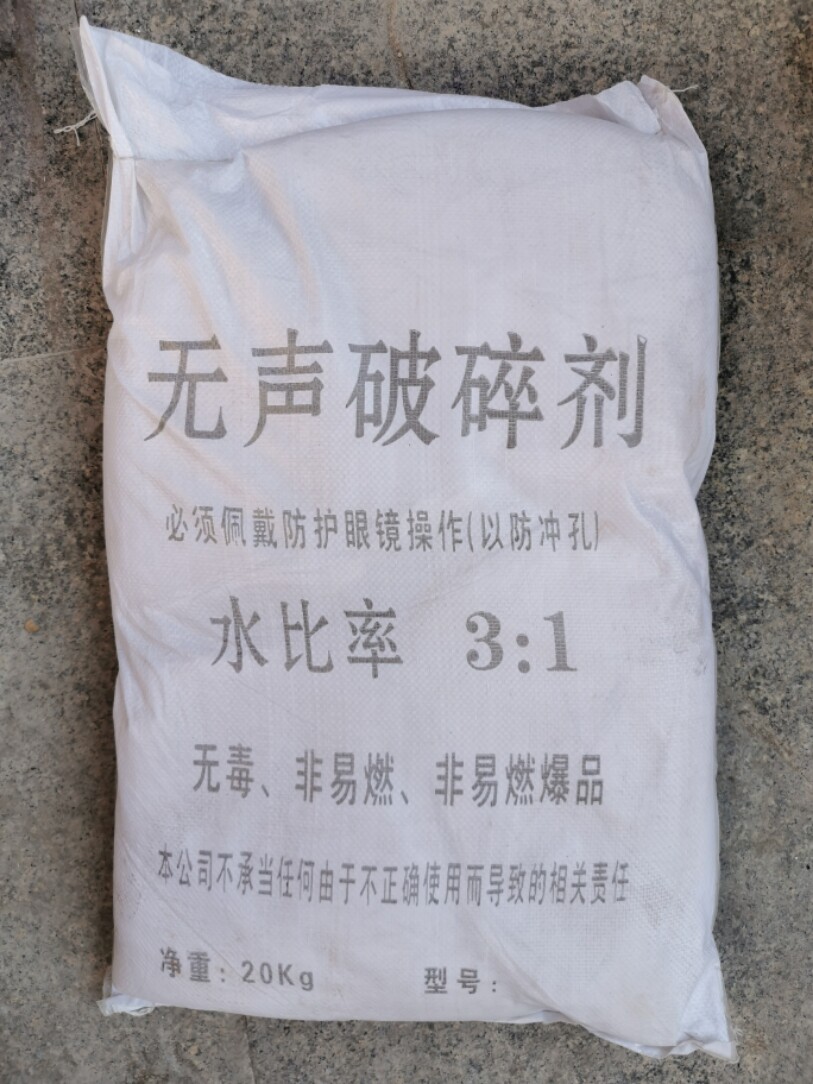 无声破碎剂
必须佩戴防护眼镜操作(以防冲孔)
水比率 3:1
无毒、非易燃、非易燃爆品
本公司不承当任何由于不正确使用而导致的相关责任
净重: 20Kg 型号: